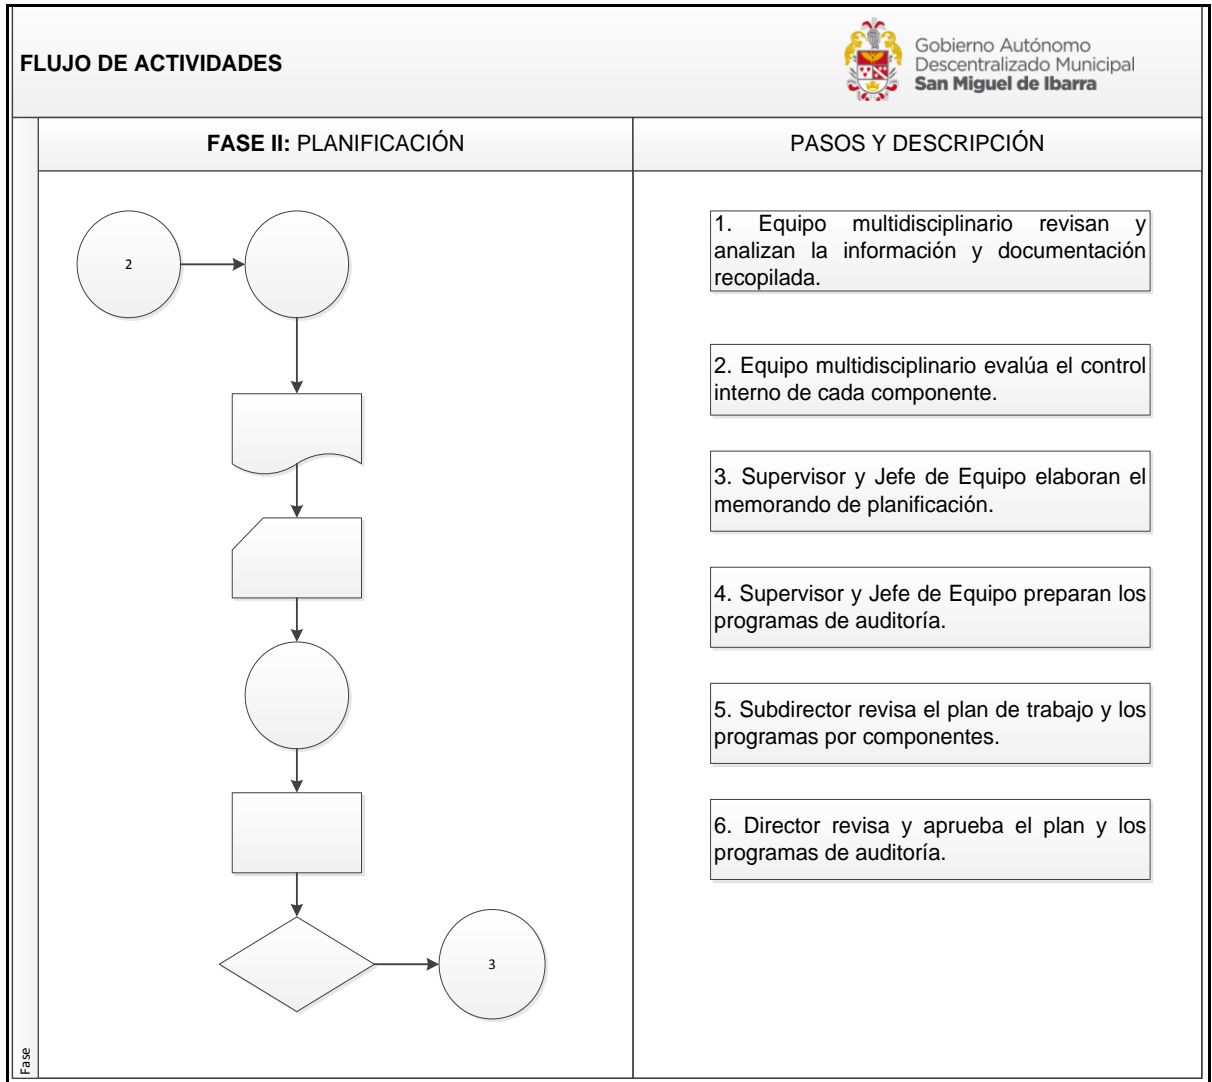 FLUJO DE ACTIVIDADES
Gobierno Autónomo
Descentralizado Municipal
San Miguel de Ibarra
FASE II: PLANIFICACIÓN
PASOS Y DESCRIPCIÓN
2
1. Equipo multidisciplinario revisan y
analizan la información y documentación
recopilada.
2. Equipo multidisciplinario evalúa el control
interno de cada componente.
3. Supervisor y Jefe de Equipo elaboran el
memorando de planificación.
4. Supervisor y Jefe de Equipo preparan los
programas de auditoría.
5. Subdirector revisa el plan de trabajo y los
programas por componentes.
6. Director revisa y aprueba el plan y los
programas de auditoría.
3
Fase